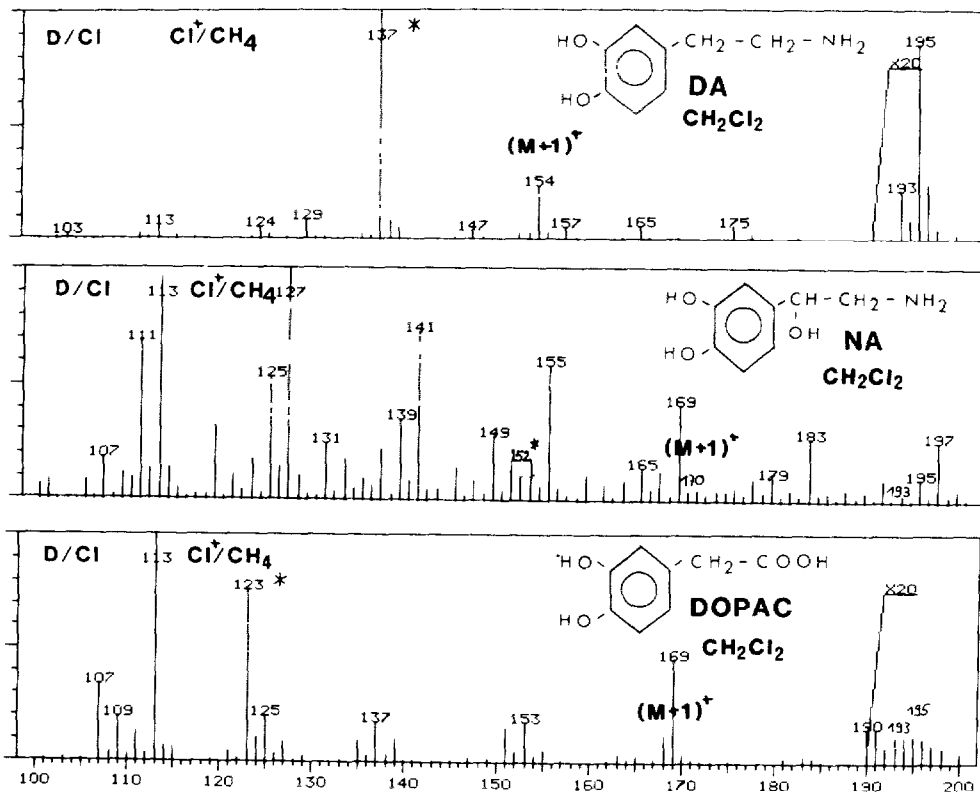 D/CI CI⁺/CH4 137 * HO CH2-CH2-NH2 195
X20
HO DA
CH2Cl2
(M+1)⁺
154 193
103 113 124 129 147 157 165 175
D/CI 113 CI⁺/CH4 127 HO CH-CH2-NH2
OH
111 141 HO NA
125 155 CH2Cl2
139 169
131 149 152 * (M+1)⁺ 183 197
107 165 170 179 193 195
D/CI 113 CI⁺/CH4 HO CH2-COOH
123 * X20
HO DOPAC
CH2Cl2
107 169
109 125 137 153 (M+1)⁺ 190 193 195
100 110 120 130 140 150 160 170 180 190 200